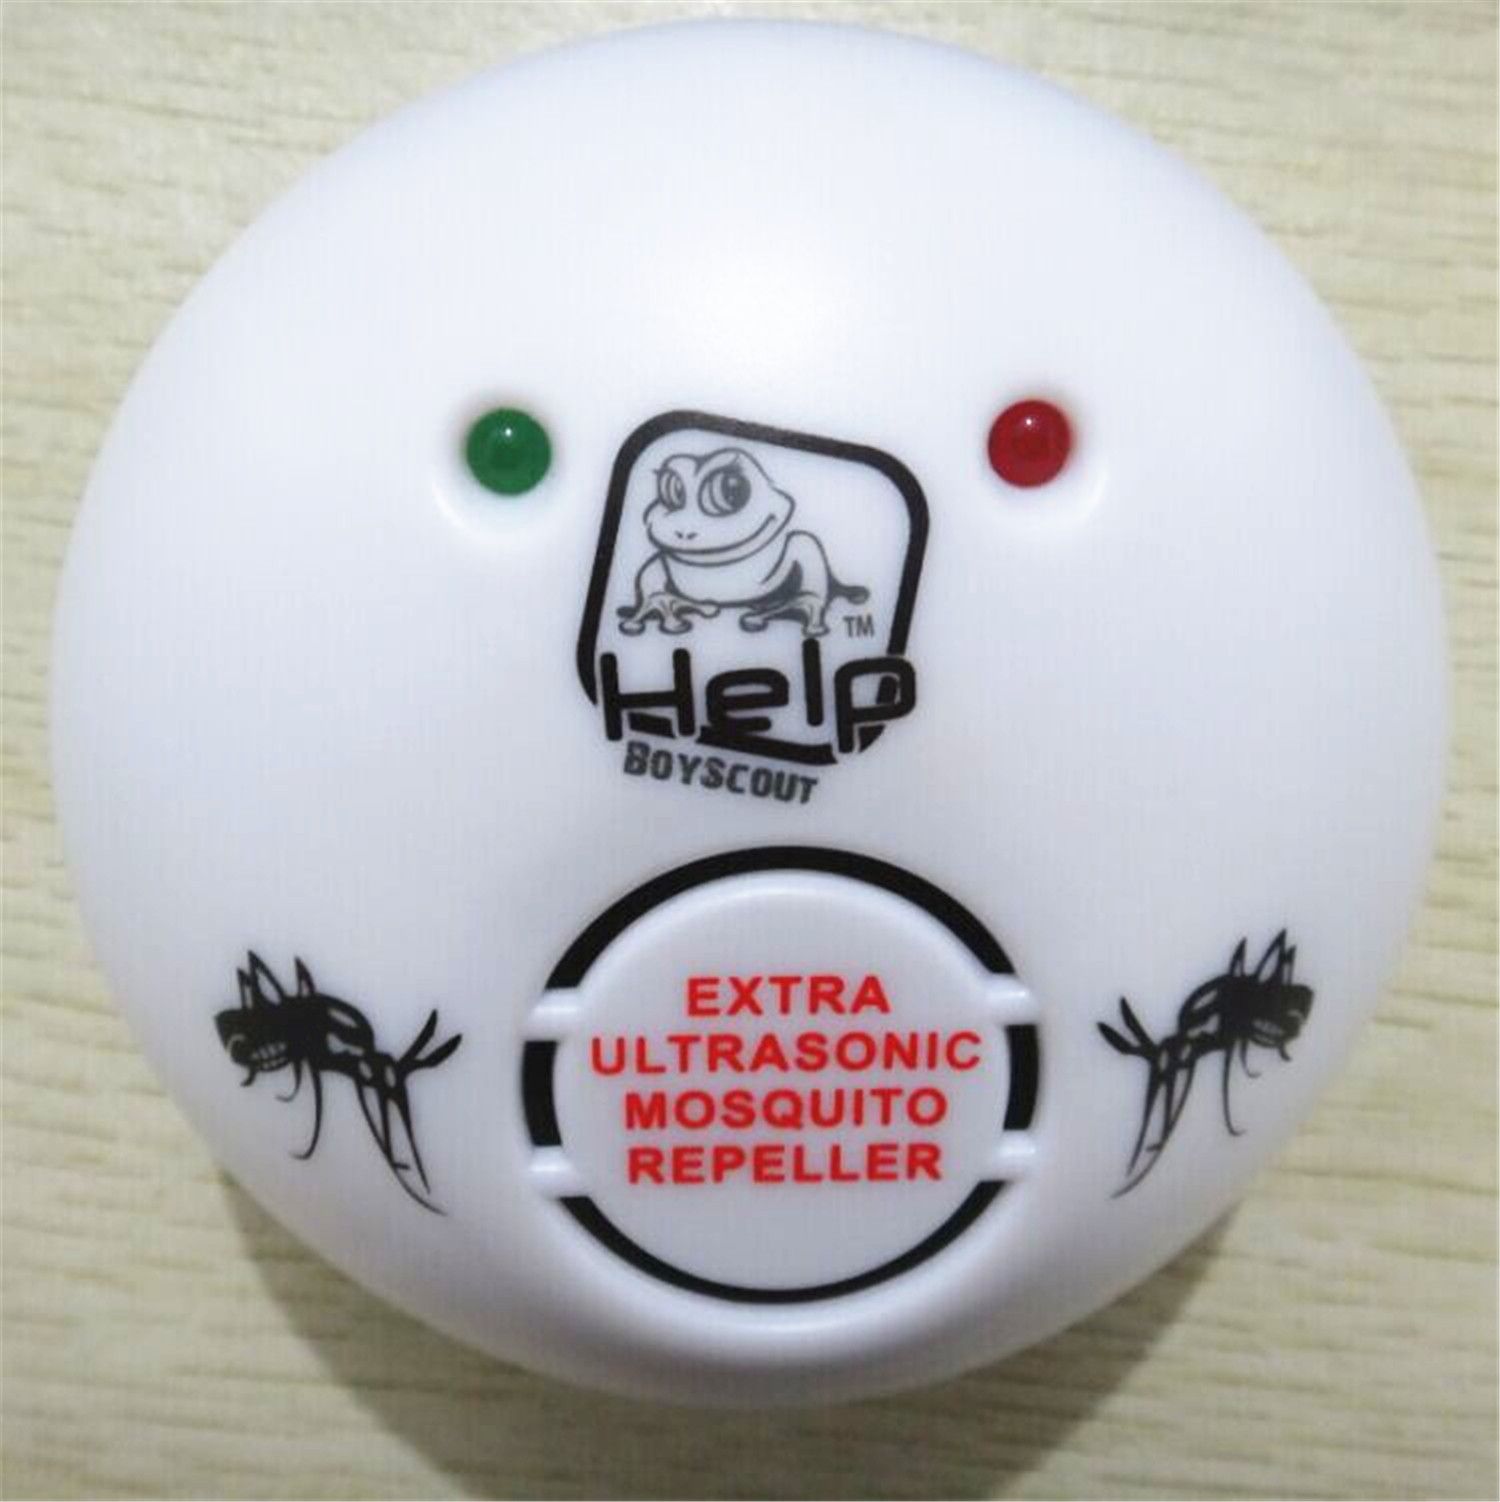 TM
Help
BOYSCOUT
EXTRA
ULTRASONIC
MOSQUITO
REPELLER